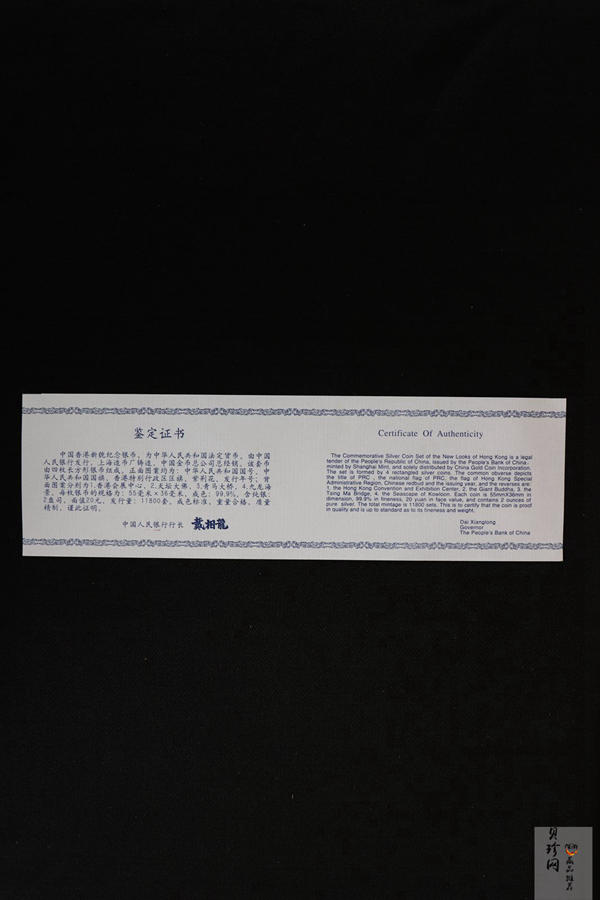 鉴定证书
中国香港新貌纪念银币，为中华人民共和国法定货币。由中国
人民银行发行，上海造币厂铸造，中国金币总公司总经销。该套币
由四枚长方形银币组成，正面图案均为：中华人民共和国国号、中
华人民共和国国旗、香港特别行政区区旗、紫荆花、发行年号；背
面图案分别为1.香港会展中心、2.天坛大佛、3.青马大桥、4.九龙海
景。每枚银币的规格为：55毫米×36毫米，成色：99.9%，含纯银：
2盎司，面值20元，发行量：11800套。成色标准，重量合格，质量
精制，谨此证明。
中国人民银行行长 戴相龍
Certificate Of Authenticity
The Commemorative Silver Coin Set of the New Looks of Hong Kong is a legal
tender of the People's Republic of China, issued by the People's Bank of China,
minted by Shanghai Mint, and solely distributed by China Gold Coin Incorporation.
The set is formed by 4 rectangled silver coins. The common obverse depicts
the title of PRC , the national flag of PRC, the flag of Hong Kong Special
Administrative Region, Chinese redbud and the issuing year, and the reverses are:
1. the Hong Kong Convention and Exhibition Center, 2. the Giant Buddha, 3. the
Tsing Ma Bridge, 4. the Seascape of Kowloon. Each coin is 55mmX36mm in
dimension, 99.9% in fineness, 20 yuan in face value, and contains 2 ounces of
pure silver. The total mintage is 11800 sets. This is to certify that the coin is proof
in quality and is up to standard as to its fineness and weight.
Dai Xianglong
Governor
The People's Bank of China
贝珍网
藏品推荐